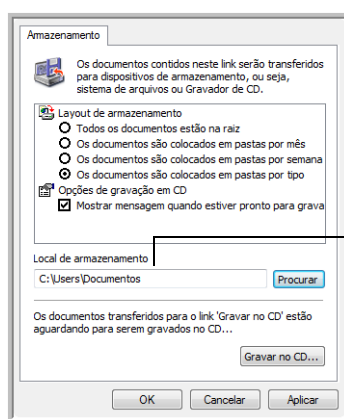 Armazenamento
Os documentos contidos neste link serão transferidos
para dispositivos de armazenamento, ou seja,
sistema de arquivos ou Gravador de CD.
Layout de armazenamento
Todos os documentos estão na raiz
Os documentos são colocados em pastas por mês
Os documentos são colocados em pastas por semana
Os documentos são colocados em pastas por tipo
Opções de gravação em CD
Mostrar mensagem quando estiver pronto para grava
Local de armazenamento
C:\Users\Documentos
Procurar
Os documentos transferidos para o link 'Gravar no CD' estão
aguardando para serem gravados no CD...
Gravar no CD...
OK Cancelar Aplicar